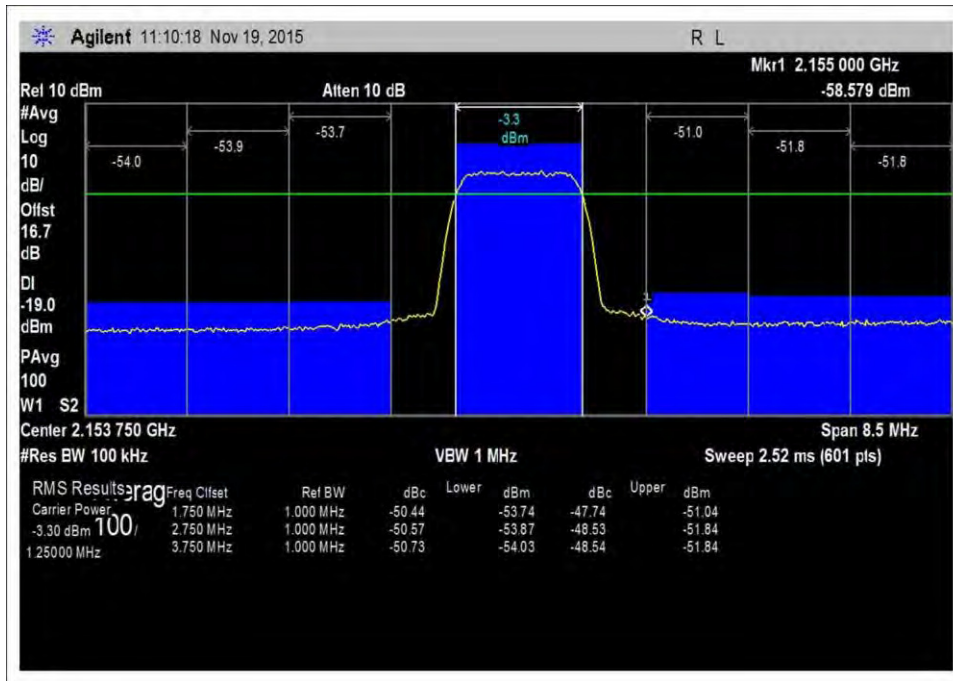 Agilent 11:10:18 Nov 19, 2015 R L
Mkr1 2.155 000 GHz
Rel 10 dBm Atten 10 dB -58.579 dBm
#Avg
Log
10
dB/
Offst
16.7
dB
DI
-19.0
dBm
PAvg
100
W1 S2
-54.0 -53.9 -53.7 -3.3 dBm -51.0 -51.8 -51.8
1
Center 2.153 750 GHz Span 8.5 MHz
#Res BW 100 kHz VBW 1 MHz Sweep 2.52 ms (601 pts)
RMS Results Freq Clfset Ref BW dBc Lower dBm dBc Upper dBm
Carrier Power 1.750 MHz 1.000 MHz -50.44 -53.74 -47.74 -51.04
-3.30 dBm 100/ 2.750 MHz 1.000 MHz -50.57 -53.87 -48.53 -51.84
1.25000 MHz 3.750 MHz 1.000 MHz -50.73 -54.03 -48.54 -51.84